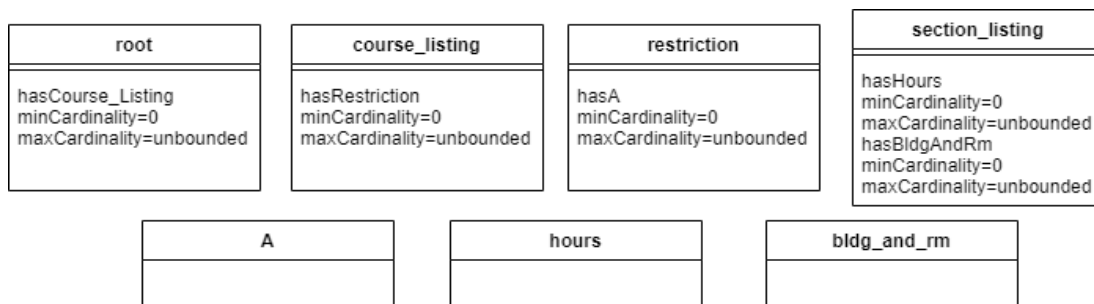 root
hasCourse_Listing
minCardinality=0
maxCardinality=unbounded
course_listing
hasRestriction
minCardinality=0
maxCardinality=unbounded
restriction
hasA
minCardinality=0
maxCardinality=unbounded
section_listing
hasHours
minCardinality=0
maxCardinality=unbounded
hasBldgAndRm
minCardinality=0
maxCardinality=unbounded
A
hours
bldg_and_rm